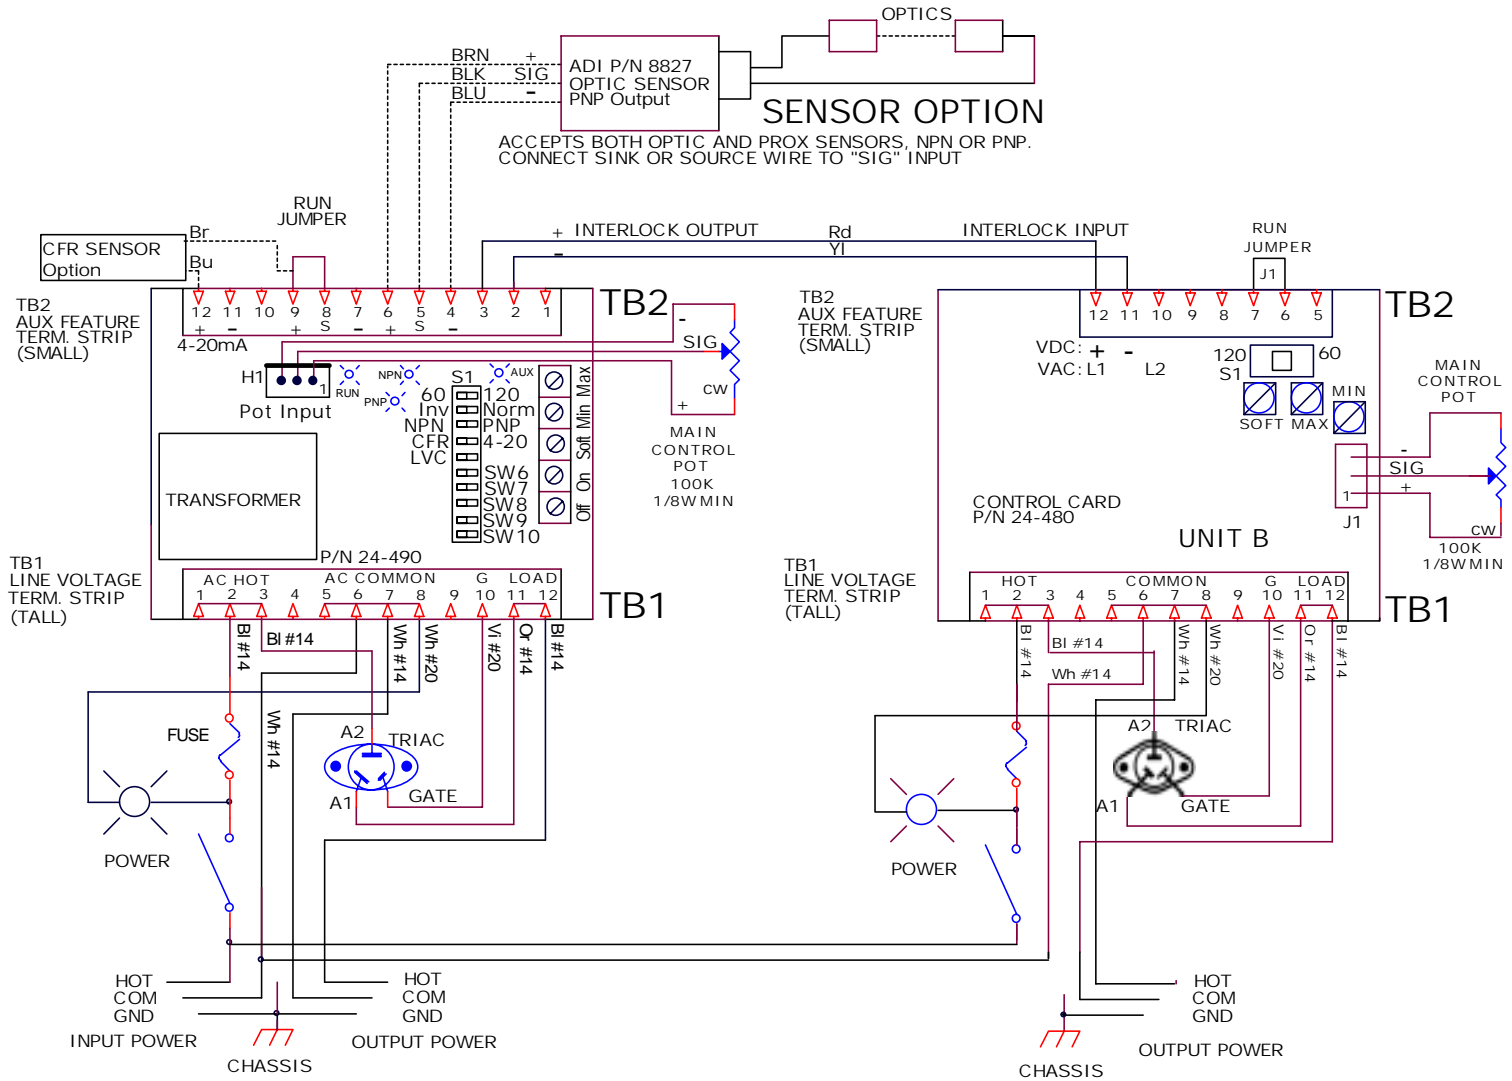 OPTICS
BRN +
BLK SIG
BLU -
ADI P/N 8827
OPTIC SENSOR
PNP Output
SENSOR OPTION
ACCEPTS BOTH OPTIC AND PROX SENSORS, NPN OR PNP.
CONNECT SINK OR SOURCE WIRE TO "SIG" INPUT
RUN
JUMPER
CFR SENSOR
Option
Br
Bu
+ INTERLOCK OUTPUT Rd INTERLOCK INPUT
- Yl
RUN
JUMPER
J1
TB2
AUX FEATURE
TERM. STRIP
(SMALL)
12 11 10 9 8 7 6 5 4 3 2 1
+ - + S - + S -
4-20mA
TB2
H1
1
Pot Input
RUN
NPN
PNP
AUX
S1
60 120
Inv Norm
NPN PNP
CFR 4-20
LVC
SW6
SW7
SW8
SW9
SW10
Off On Soft Min Max
-
SIG
CW
+
MAIN
CONTROL
POT
100K
1/8W MIN
TRANSFORMER
P/N 24-490
TB1
LINE VOLTAGE
TERM. STRIP
(TALL)
AC HOT AC COMMON G LOAD
1 2 3 4 5 6 7 8 9 10 11 12
TB1
Bl #14
Bl #14
Wh #14
Wh #14
Wh #20
Vi #20
Or #14
Bl #14
FUSE
A2
TRIAC
A1
GATE
POWER
HOT
COM
GND
INPUT POWER
CHASSIS
HOT
COM
GND
OUTPUT POWER
TB2
AUX FEATURE
TERM. STRIP
(SMALL)
12 11 10 9 8 7 6 5
TB2
VDC: + -
VAC: L1 L2
120 60
S1
SOFT MAX
MIN
MAIN
CONTROL
POT
-
SIG
+
1
J1
CW
100K
1/8W MIN
CONTROL CARD
P/N 24-480
UNIT B
TB1
LINE VOLTAGE
TERM. STRIP
(TALL)
HOT COMMON G LOAD
1 2 3 4 5 6 7 8 9 10 11 12
TB1
Bl #14
Bl #14
Wh #14
Wh #14
Wh #20
Vi #20
Or #14
Bl #14
A2
TRIAC
A1
GATE
POWER
HOT
COM
GND
OUTPUT POWER
CHASSIS